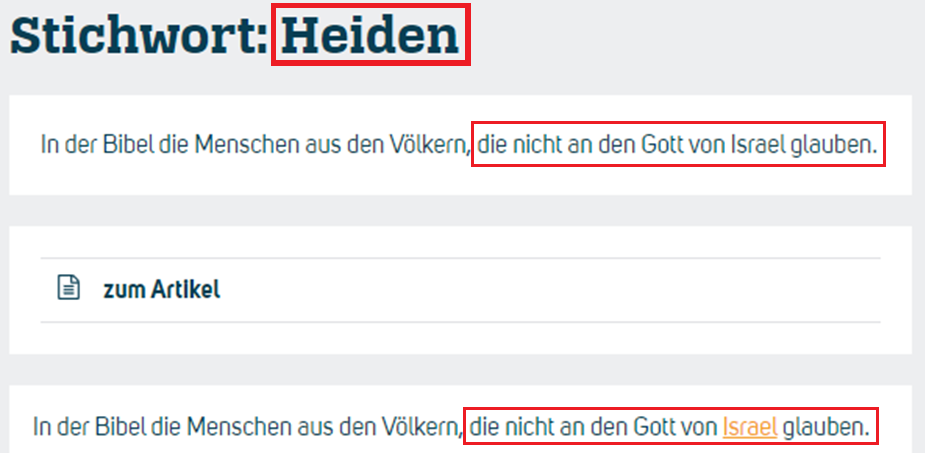 Stichwort: Heiden
In der Bibel die Menschen aus den Völkern, die nicht an den Gott von Israel glauben.
zum Artikel
In der Bibel die Menschen aus den Völkern, die nicht an den Gott von Israel glauben.